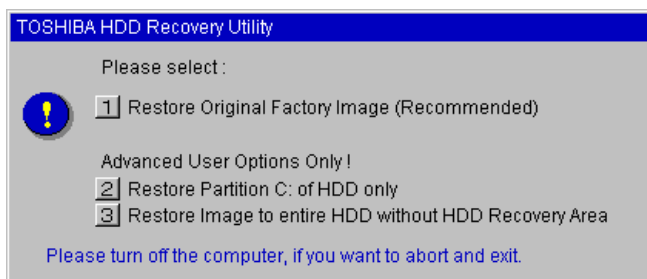 TOSHIBA HDD Recovery Utility
Please select :
1 Restore Original Factory Image (Recommended)
Advanced User Options Only !
2 Restore Partition C: of HDD only
3 Restore Image to entire HDD without HDD Recovery Area
Please turn off the computer, if you want to abort and exit.